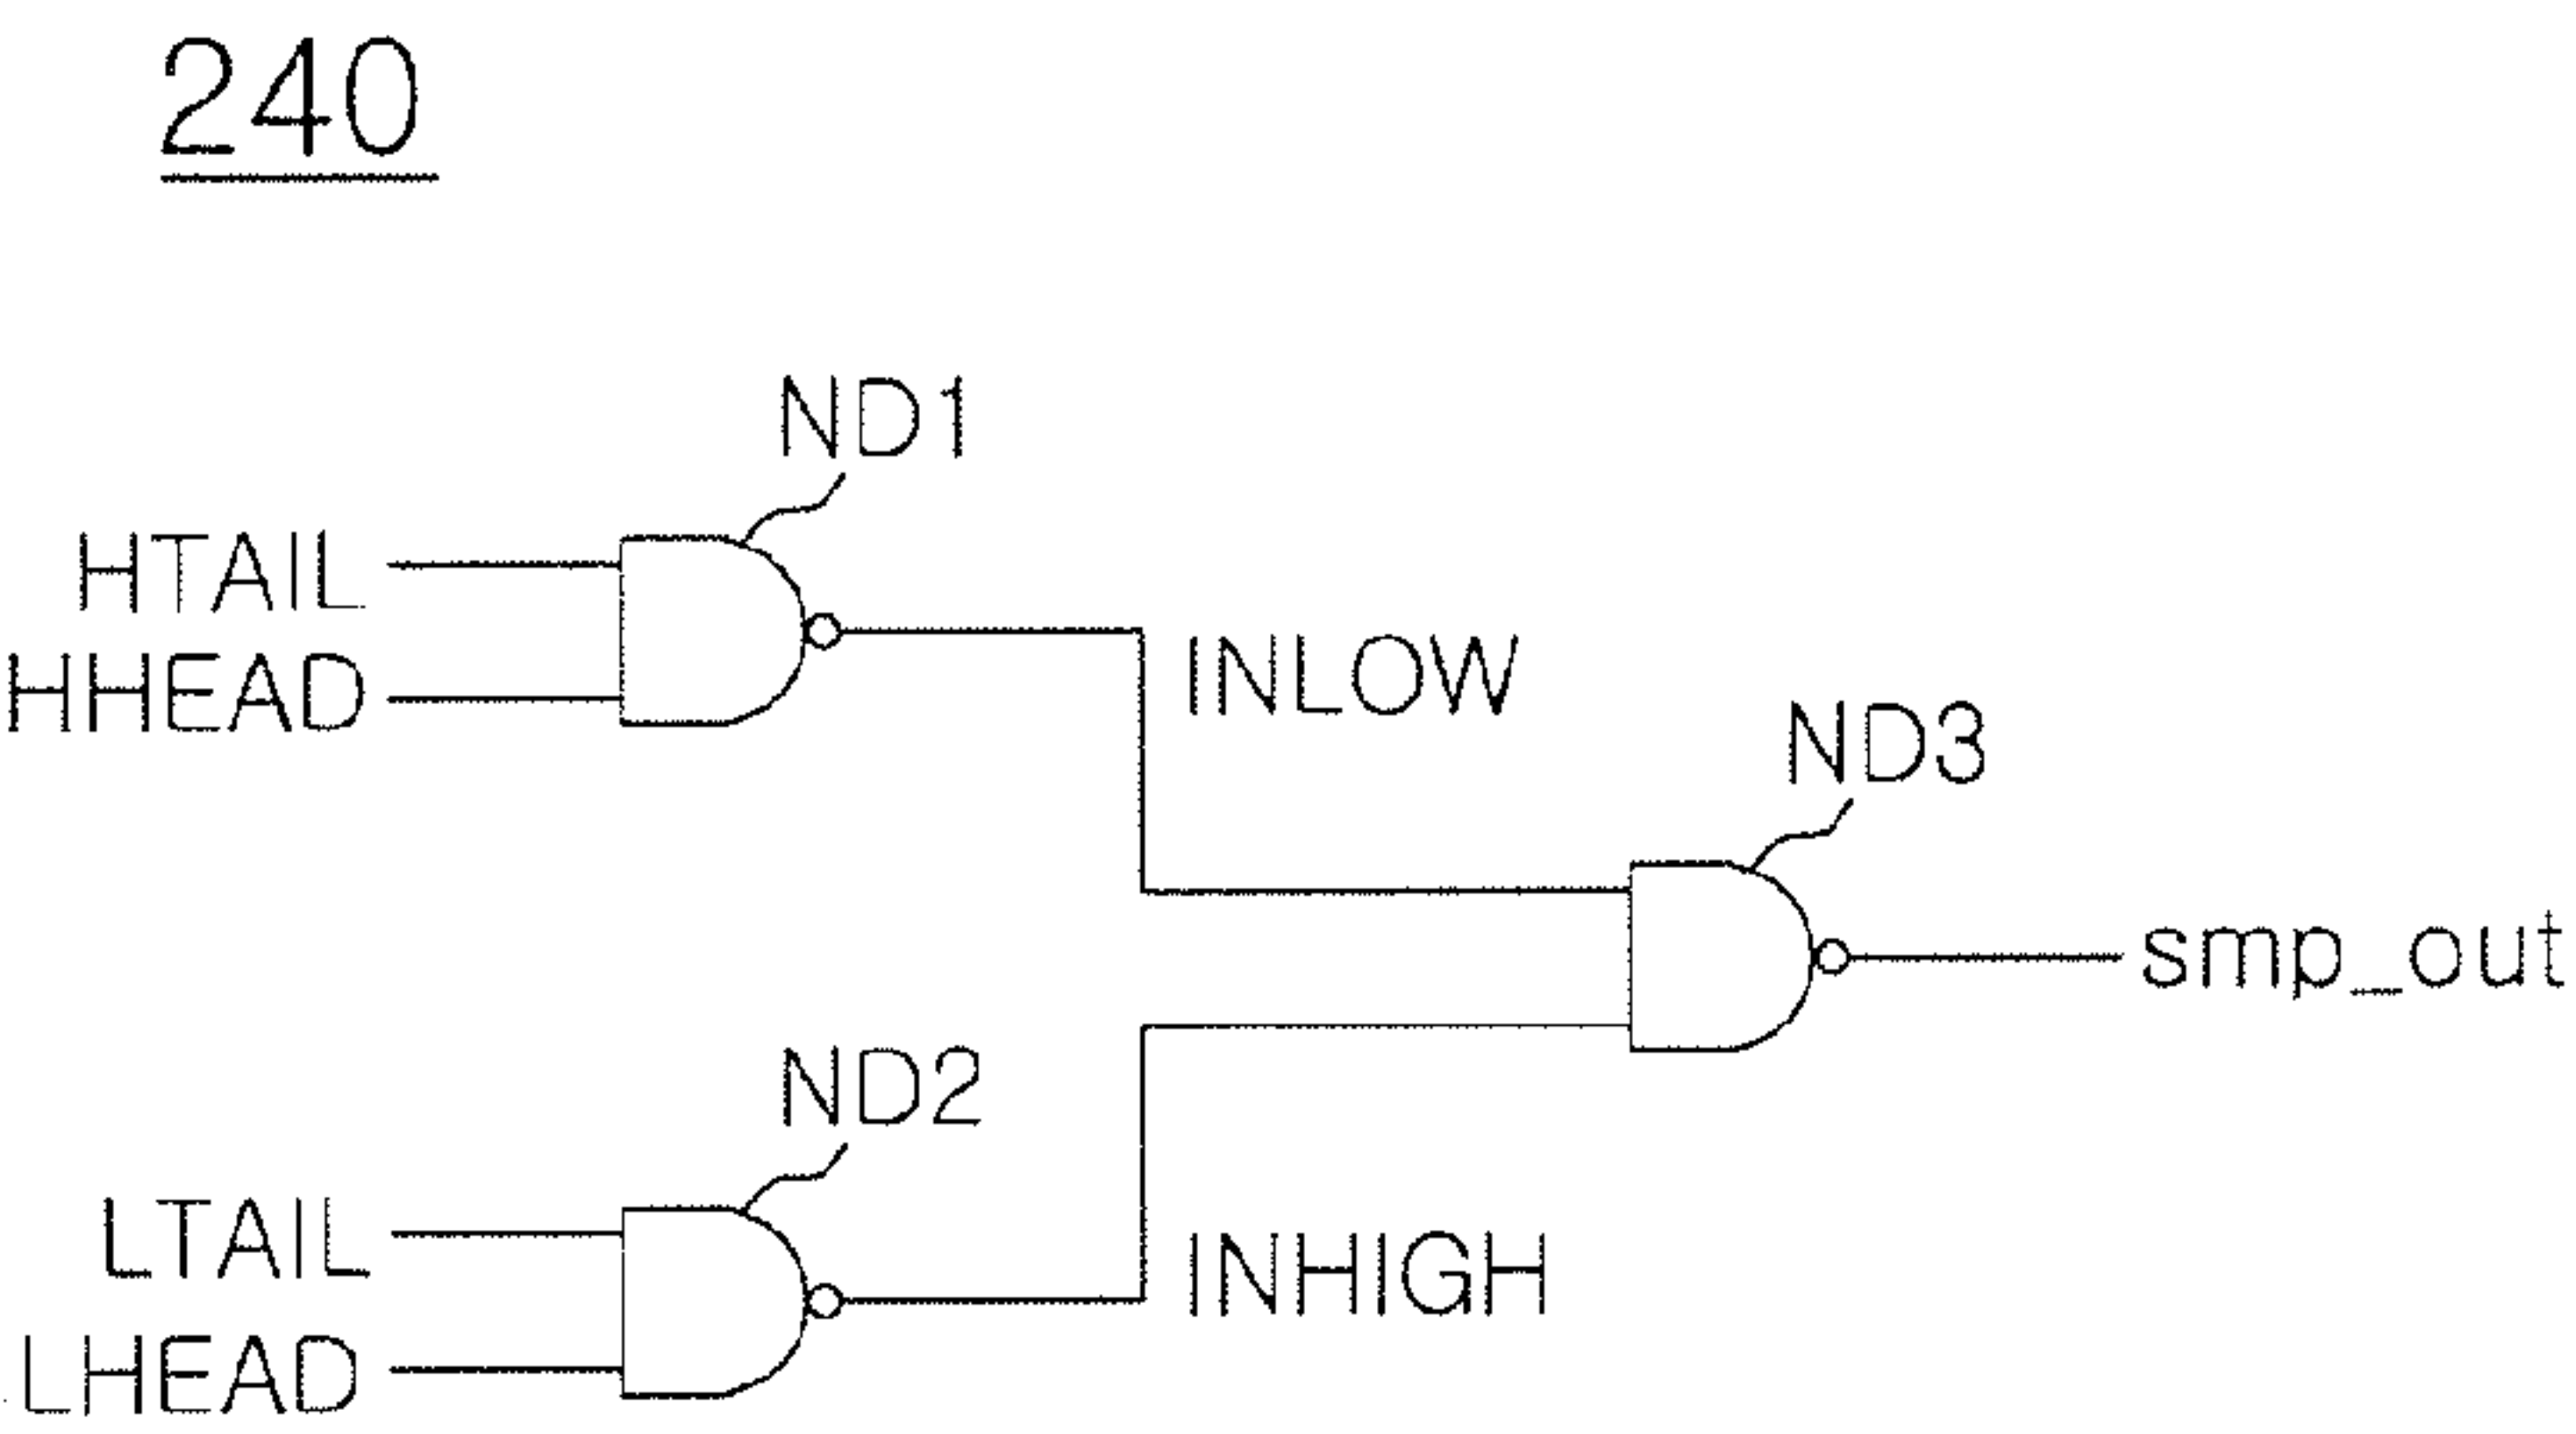 240
ND1
HTAIL
HHEAD
INLOW
ND3
smp_out
ND2
LTAIL
INHIGH
LHEAD